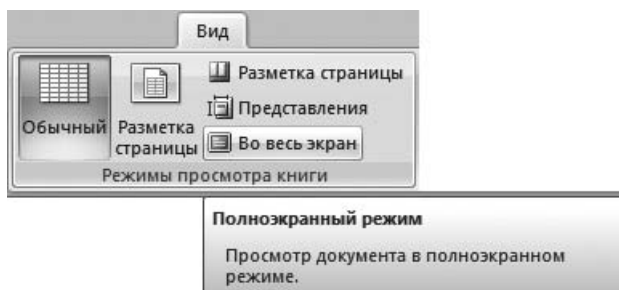 Вид
Обычный
Разметка страницы
Разметка страницы
Представления
Во весь экран
Режимы просмотра книги
Полноэкранный режим
Просмотр документа в полноэкранном
режиме.